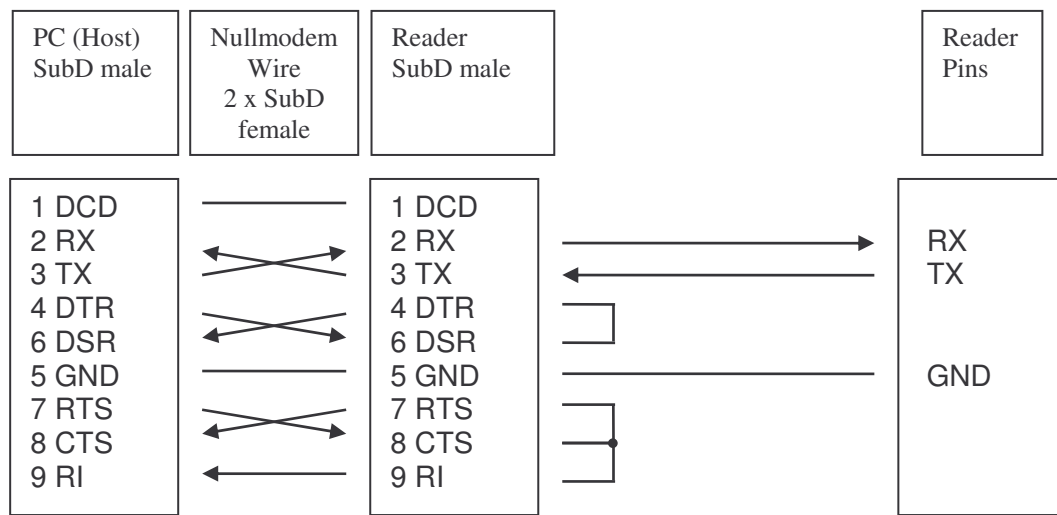 PC (Host)
SubD male
Nullmodem
Wire
2 x SubD
female
Reader
SubD male
Reader
Pins
1 DCD
2 RX
3 TX
4 DTR
6 DSR
5 GND
7 RTS
8 CTS
9 RI
1 DCD
2 RX
3 TX
4 DTR
6 DSR
5 GND
7 RTS
8 CTS
9 RI
RX
TX
GND